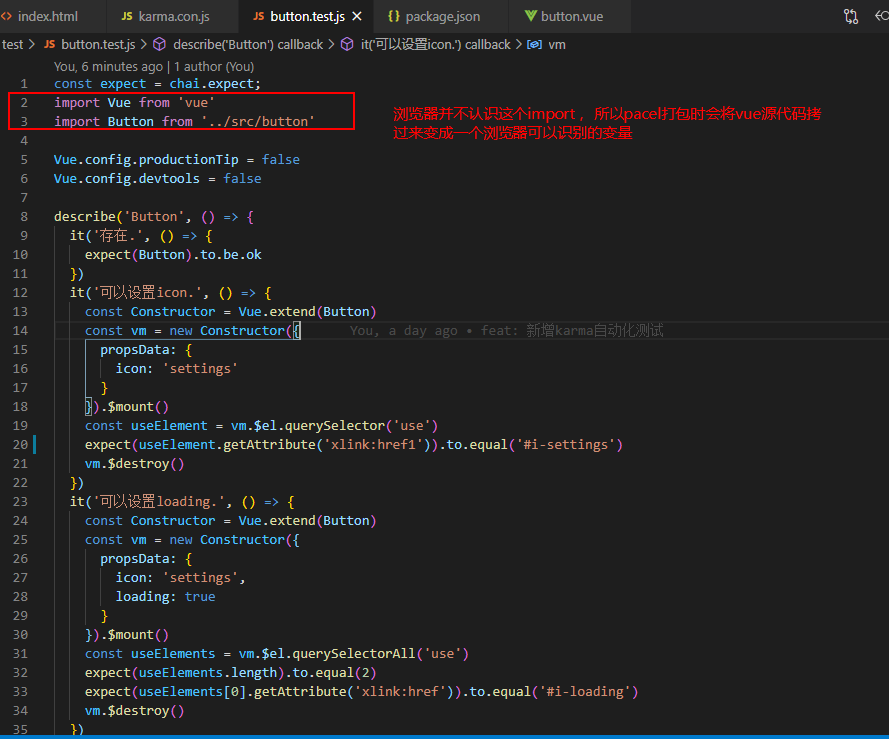 index.html karma.con.js button.test.js package.json button.vue
test > button.test.js > describe('Button') callback > it('可以设置icon.') callback > vm
You, 6 minutes ago | 1 author (You)
1 const expect = chai.expect;
2 import Vue from 'vue'
3 import Button from '../src/button'
浏览器并不认识这个import ，所以pacel打包时会将vue源代码拷
过来变成一个浏览器可以识别的变量
4
5 Vue.config.productionTip = false
6 Vue.config.devtools = false
7
8 describe('Button', () => {
9 it('存在.', () => {
10 expect(Button).to.be.ok
11 })
12 it('可以设置icon.', () => {
13 const Constructor = Vue.extend(Button)
14 const vm = new Constructor({ You, a day ago • feat: 新增karma自动化测试
15 propsData: {
16 icon: 'settings'
17 }
18 }).$mount()
19 const useElement = vm.$el.querySelector('use')
20 expect(useElement.getAttribute('xlink:href1')).to.equal('#i-settings')
21 vm.$destroy()
22 })
23 it('可以设置loading.', () => {
24 const Constructor = Vue.extend(Button)
25 const vm = new Constructor({
26 propsData: {
27 icon: 'settings',
28 loading: true
29 }
30 }).$mount()
31 const useElements = vm.$el.querySelectorAll('use')
32 expect(useElements.length).to.equal(2)
33 expect(useElements[0].getAttribute('xlink:href')).to.equal('#i-loading')
34 vm.$destroy()
35 })